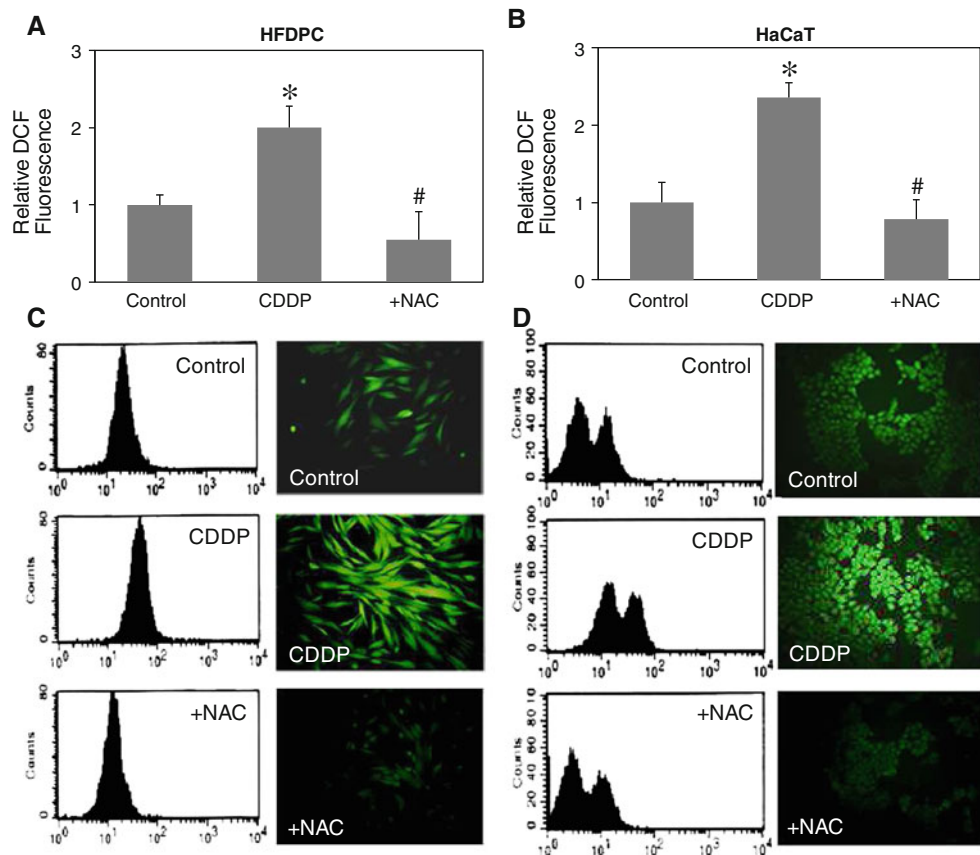 A
HFDPC
Relative DCF
Fluorescence
3
2
1
0
*
#
Control
CDDP
+NAC
B
HaCaT
Relative DCF
Fluorescence
3
2
1
0
*
#
Control
CDDP
+NAC
C
Counts
80
0
Control
10^0 10^1 10^2 10^3 10^4
Control
Counts
80
0
CDDP
10^0 10^1 10^2 10^3 10^4
CDDP
Counts
80
0
+NAC
10^0 10^1 10^2 10^3 10^4
+NAC
D
Counts
0 20 40 60 80 100
Control
10^0 10^1 10^2 10^3 10^4
Control
Counts
0 20 40 60 80 100
CDDP
10^0 10^1 10^2 10^3 10^4
CDDP
Counts
0 20 40 60 80 10
+NAC
10^0 10^1 10^2 10^3 10^4
+NAC